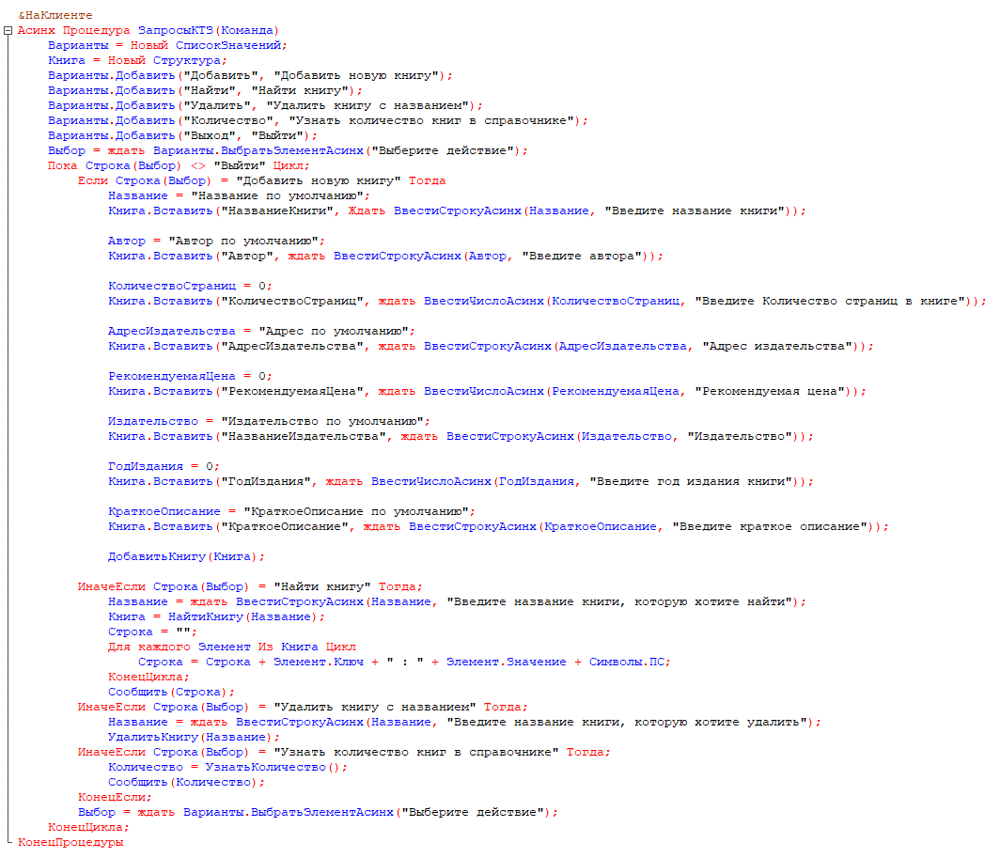 &НаКлиенте
Асинх Процедура ЗапросыКТЗ(Команда)
Варианты = Новый СписокЗначений;
Книга = Новый Структура;
Варианты.Добавить("Добавить", "Добавить новую книгу");
Варианты.Добавить("Найти", "Найти книгу");
Варианты.Добавить("Удалить", "Удалить книгу с названием");
Варианты.Добавить("Количество", "Узнать количество книг в справочнике");
Варианты.Добавить("Выход", "Выйти");
Выбор = ждать Варианты.ВыбратьЭлементАсинх("Выберите действие");
Пока Строка(Выбор) <> "Выйти" Цикл;
Если Строка(Выбор) = "Добавить новую книгу" Тогда
Название = "Название по умолчанию";
Книга.Вставить("НазваниеКниги", Ждать ВвестиСтрокуАсинх(Название, "Введите название книги"));
Автор = "Автор по умолчанию";
Книга.Вставить("Автор", ждать ВвестиСтрокуАсинх(Автор, "Введите автора"));
КоличествоСтраниц = 0;
Книга.Вставить("КоличествоСтраниц", ждать ВвестиЧислоАсинх(КоличествоСтраниц, "Введите Количество страниц в книге"));
АдресИздательства = "Адрес по умолчанию";
Книга.Вставить("АдресИздательства", ждать ВвестиСтрокуАсинх(АдресИздательства, "Адрес издательства"));
РекомендуемаяЦена = 0;
Книга.Вставить("РекомендуемаяЦена", ждать ВвестиЧислоАсинх(РекомендуемаяЦена, "Рекомендуемая цена"));
Издательство = "Издательство по умолчанию";
Книга.Вставить("НазваниеИздательства", ждать ВвестиСтрокуАсинх(Издательство, "Издательство"));
ГодИздания = 0;
Книга.Вставить("ГодИздания", ждать ВвестиЧислоАсинх(ГодИздания, "Введите год издания книги"));
КраткоеОписание = "КраткоеОписание по умолчанию";
Книга.Вставить("КраткоеОписание", ждать ВвестиСтрокуАсинх(КраткоеОписание, "Введите краткое описание"));
ДобавитьКнигу(Книга);
ИначеЕсли Строка(Выбор) = "Найти книгу" Тогда;
Название = ждать ВвестиСтрокуАсинх(Название, "Введите название книги, которую хотите найти");
Книга = НайтиКнигу(Название);
Строка = "";
Для каждого Элемент Из Книга Цикл
Строка = Строка + Элемент.Ключ + " : " + Элемент.Значение + Символы.ПС;
КонецЦикла;
Сообщить(Строка);
ИначеЕсли Строка(Выбор) = "Удалить книгу с названием" Тогда;
Название = ждать ВвестиСтрокуАсинх(Название, "Введите название книги, которую хотите удалить");
УдалитьКнигу(Название);
ИначеЕсли Строка(Выбор) = "Узнать количество книг в справочнике" Тогда;
Количество = УзнатьКоличество();
Сообщить(Количество);
КонецЕсли;
Выбор = ждать Варианты.ВыбратьЭлементАсинх("Выберите действие");
КонецЦикла;
КонецПроцедуры